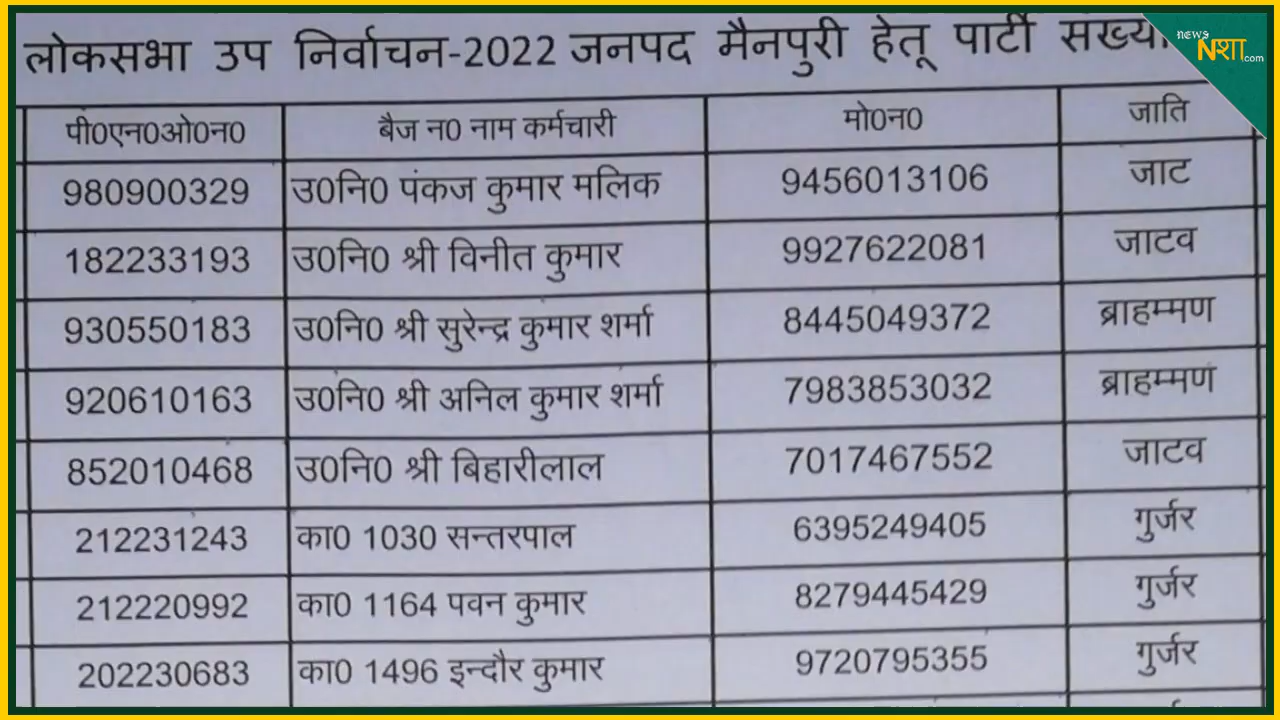 लोकसभा उप निर्वाचन-2022 जनपद मैनपुरी हेतू पार्टी सख्या
news Nशा.com
पी0एन0ओ0न0 बैज न0 नाम कर्मचारी मो0न0 जाति
980900329 उ0नि0 पंकज कुमार मलिक 9456013106 जाट
182233193 उ0नि0 श्री विनीत कुमार 9927622081 जाटव
930550183 उ0नि0 श्री सुरेन्द्र कुमार शर्मा 8445049372 ब्राहम्मण
920610163 उ0नि0 श्री अनिल कुमार शर्मा 7983853032 ब्राहम्मण
852010468 उ0नि0 श्री बिहारीलाल 7017467552 जाटव
212231243 का0 1030 सन्तरपाल 6395249405 गुर्जर
212220992 का0 1164 पवन कुमार 8279445429 गुर्जर
202230683 का0 1496 इन्दौर कुमार 9720795355 गुर्जर